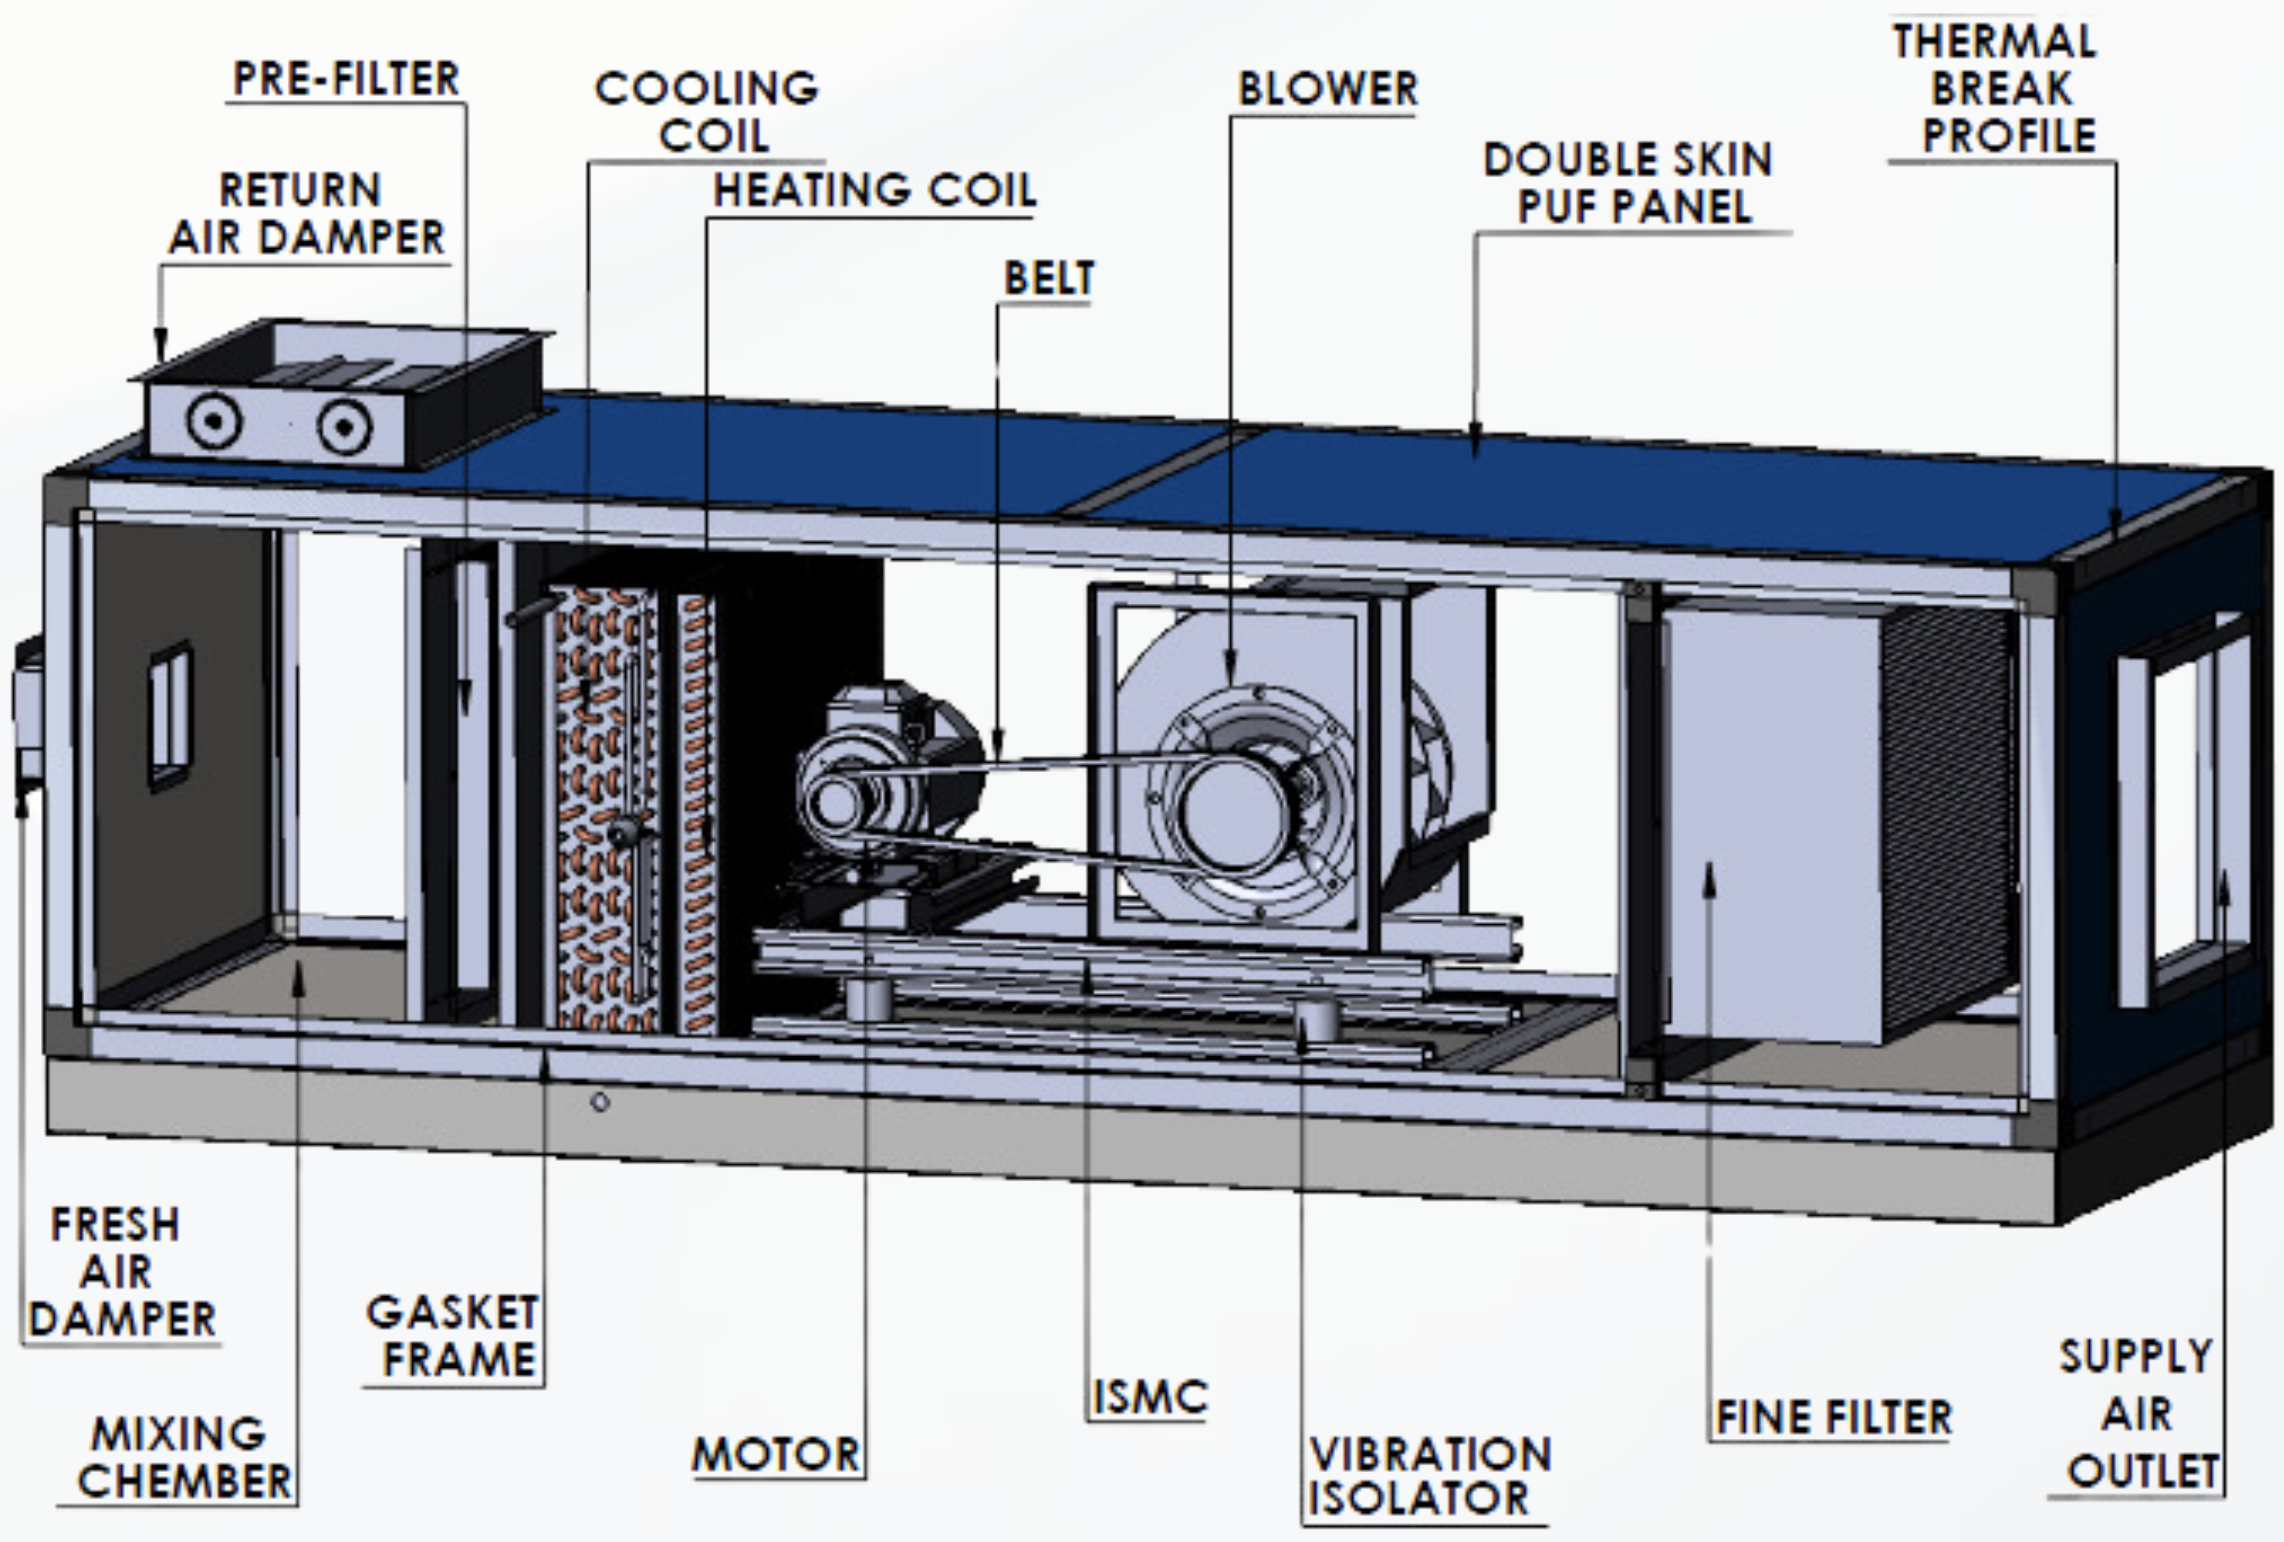 PRE-FILTER
COOLING
COIL
BLOWER
THERMAL
BREAK
PROFILE
RETURN
AIR DAMPER
HEATING COIL
DOUBLE SKIN
PUF PANEL
BELT
FRESH
AIR
DAMPER
GASKET
FRAME
MIXING
CHEMBER
MOTOR
ISMC
VIBRATION
ISOLATOR
FINE FILTER
SUPPLY
AIR
OUTLET